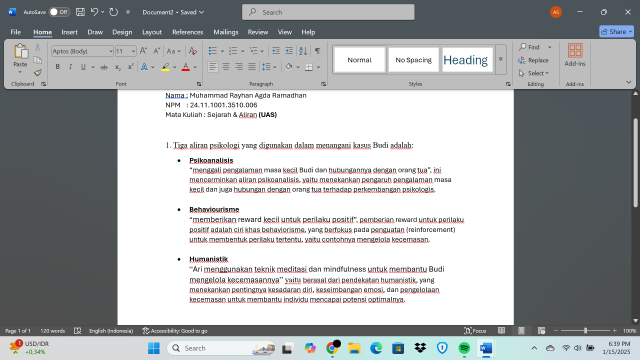 AutoSave Off Document2 • Saved Search AS
File Home Insert Draw Design Layout References Mailings Review View Help Share
Paste Aptos (Body) 11 Find Replace Select Add-ins
Normal No Spacing Heading
Clipboard Font Paragraph Styles Editing Add-ins
Nama : Muhammad Rayhan Agda Ramadhan
NPM : 24.11.1001.3510.006
Mata Kuliah : Sejarah & Aliran (UAS)
1. Tiga aliran psikologi yang digunakan dalam menangani kasus Budi adalah:
• Psikoanalisis
"menggali pengalaman masa kecil Budi dan hubungannya dengan orang tua", ini
mencerminkan aliran psikoanalisis, yaitu menekankan pengaruh pengalaman masa
kecil dan juga hubungan dengan orang tua terhadap perkembangan psikologis.
• Behaviourisme
"memberikan reward kecil untuk perilaku positif", pemberian reward untuk perilaku
positif adalah ciri khas behaviorisme, yang berfokus pada penguatan (reinforcement)
untuk membentuk perilaku tertentu, yaitu contohnya mengelola kecemasan.
• Humanistik
"Ari menggunakan teknik meditasi dan mindfulness untuk membantu Budi
mengelola kecemasannya" yaitu berasal dari pendekatan humanistik, yang
menekankan pentingnya kesadaran diri, keseimbangan emosi, dan pengelolaan
kecemasan untuk membantu individu mencapai potensi optimalnya.
Page 1 of 1 120 words English (Indonesia) Accessibility: Good to go Focus 100%
USD/IDR +0,34% Search 6:39 PM 1/15/2025